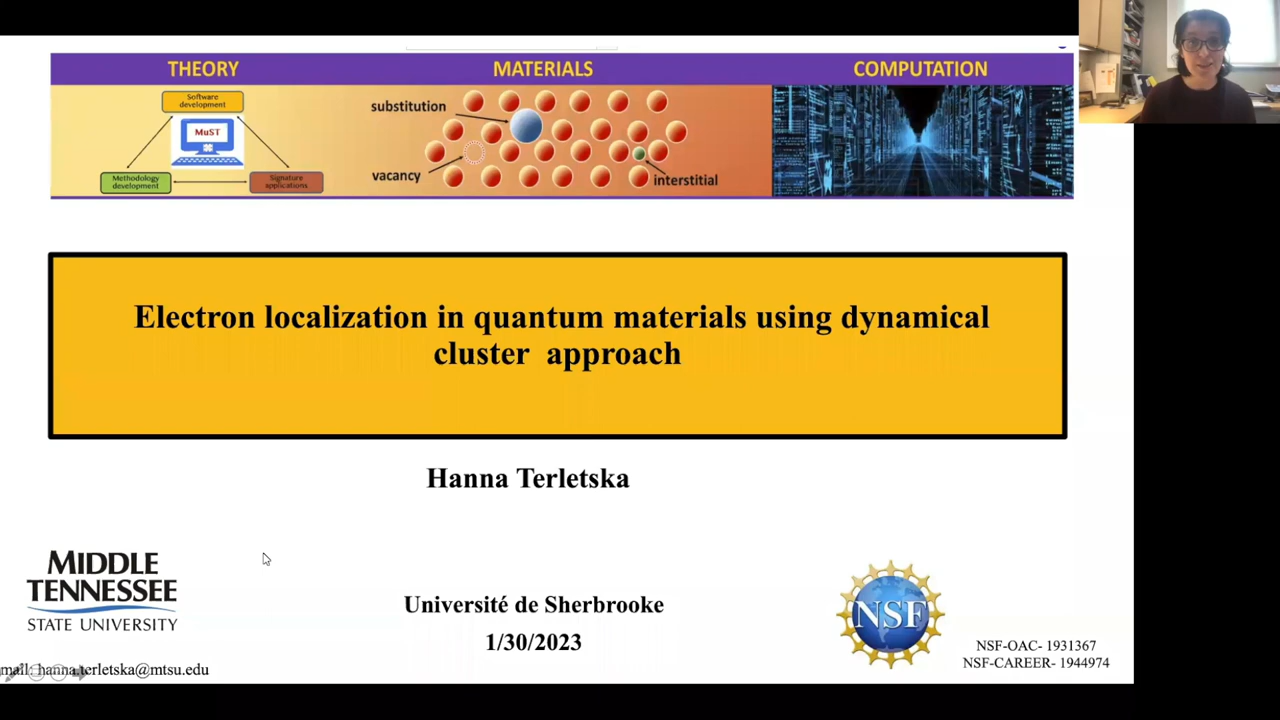 THEORY
MATERIALS
COMPUTATION
Software
development
MuST
Methodology
development
Signature
applications
substitution
vacancy
interstitial
Electron localization in quantum materials using dynamical
cluster approach
Hanna Terletska
MIDDLE
TENNESSEE
STATE UNIVERSITY
Université de Sherbrooke
1/30/2023
NSF
NSF-OAC- 1931367
NSF-CAREER- 1944974
mail: hanna.terletska@mtsu.edu